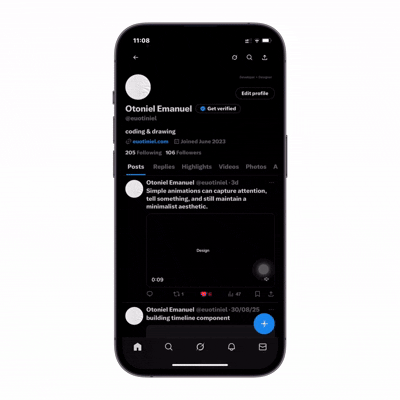 11:08
Developer + Designer
Edit profile
Otoniel Emanuel Get verified
@euotiniel
coding & drawing
euotiniel.com Joined June 2023
205 Following 106 Followers
Posts Replies Highlights Videos Photos A
Otoniel Emanuel @euotiniel · 3d
Simple animations can capture attention,
tell something, and still maintain a
minimalist aesthetic.
Design
0:09
1 47
Otoniel Emanuel @euotiniel · 30/08/25
building timeline component